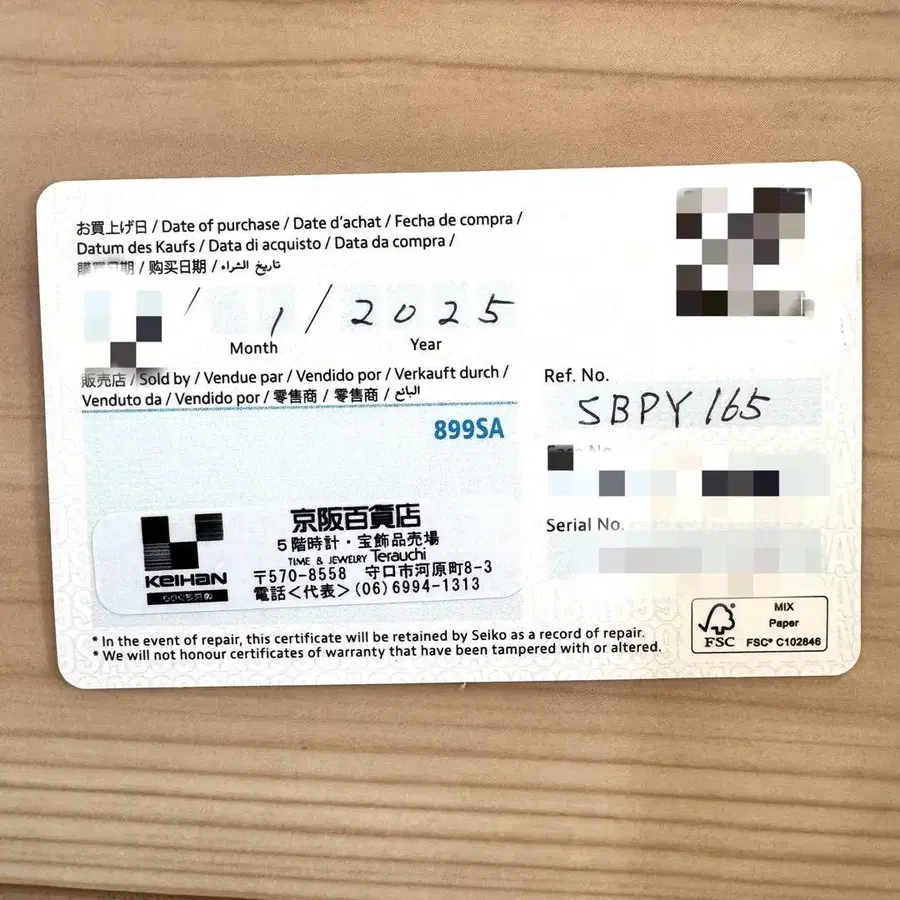 お買上げ日 / Date of purchase / Date d'achat / Fecha de compra /
Datum des Kaufs / Data di acquisto / Data da compra /
購買日期 / 购买日期 / تاريخ الشراء
/ 1 / 2025
Month Year
販売店 / Sold by / Vendue par / Vendido por / Verkauft durch /
Venduto da / Vendido por / 零售商 / 零售商 / البائع
899SA
京阪百貨店
5階時計・宝飾品売場
TIME & JEWELRY Terauchi
〒570-8558 守口市河原町8-3
電話<代表>(06)6994-1313
KEIHAN
* In the event of repair, this certificate will be retained by Seiko as a record of repair.
* We will not honour certificates of warranty that have been tampered with or altered.
Ref. No.
SBPY165
Case No.
Serial No.
FSC
MIX
Paper
FSC® C102846